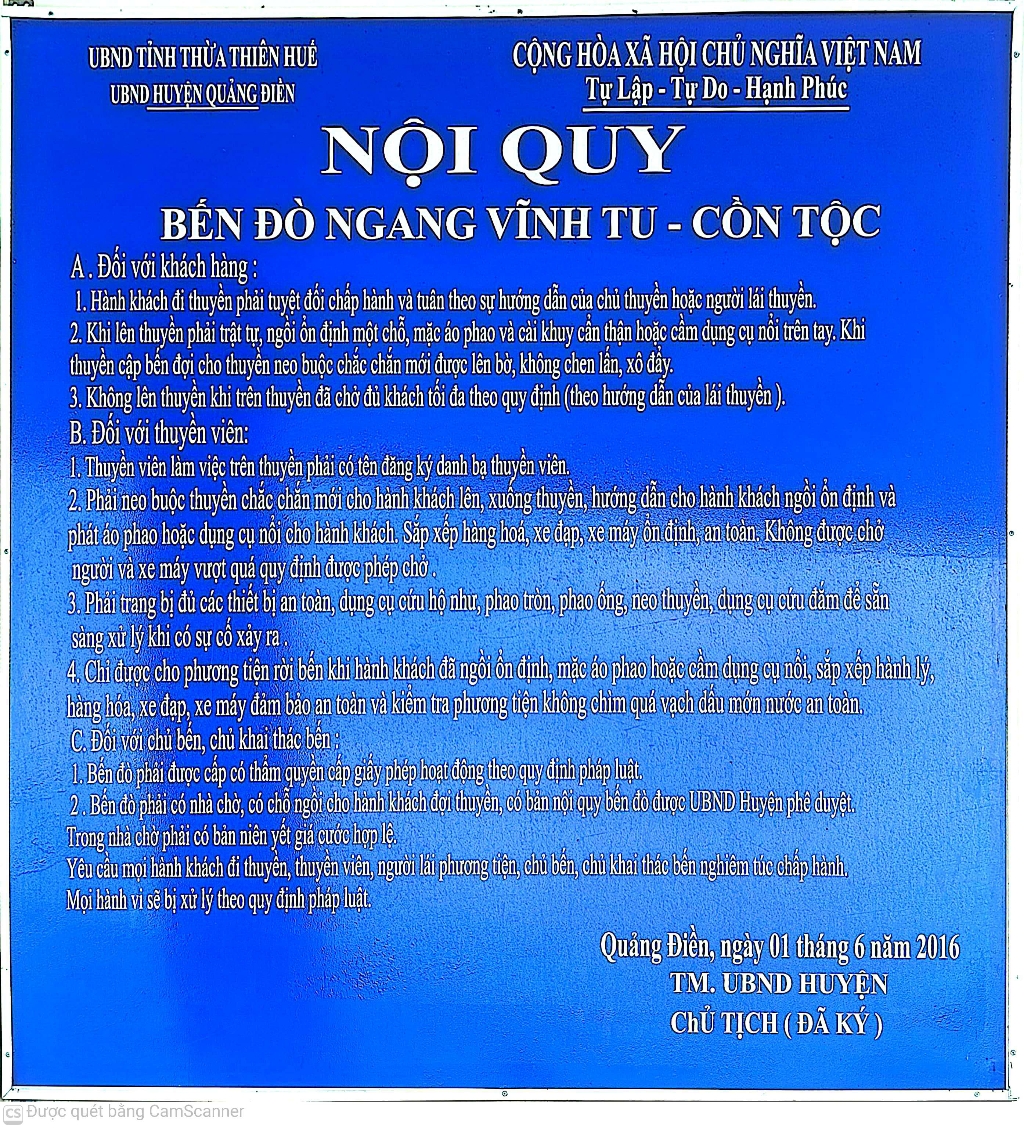 UBND TỈNH THỪA THIÊN HUẾ
UBND HUYỆN QUẢNG ĐIỀN
CỘNG HÒA XÃ HỘI CHỦ NGHĨA VIỆT NAM
Tự Lập - Tự Do - Hạnh Phúc
NỘI QUY
BẾN ĐÒ NGANG VĨNH TU - CỒN TỘC
A . Đối với khách hàng :
1. Hành khách đi thuyền phải tuyệt đối chấp hành và tuân theo sự hướng dẫn của chủ thuyền hoặc người lái thuyền.
2. Khi lên thuyền phải trật tự, ngồi ổn định một chỗ, mặc áo phao và cài khuy cẩn thận hoặc cầm dụng cụ nổi trên tay. Khi
thuyền cập bến đợi cho thuyền neo buộc chắc chắn mới được lên bờ, không chen lấn, xô đẩy.
3. Không lên thuyền khi trên thuyền đã chở đủ khách tối đa theo quy định (theo hướng dẫn của lái thuyền ).
B. Đối với thuyền viên:
1. Thuyền viên làm việc trên thuyền phải có tên đăng ký danh bạ thuyền viên.
2. Phải neo buộc thuyền chắc chắn mới cho hành khách lên, xuống thuyền, hướng dẫn cho hành khách ngồi ổn định và
phát áo phao hoặc dụng cụ nổi cho hành khách. Sắp xếp hàng hoá, xe đạp, xe máy ổn định, an toàn. Không được chở
người và xe máy vượt quá quy định được phép chở .
3. Phải trang bị đủ các thiết bị an toàn, dụng cụ cứu hộ như, phao tròn, phao ống, neo thuyền, dụng cụ cứu đắm để sẵn
sàng xử lý khi có sự cố xảy ra .
4. Chỉ được cho phương tiện rời bến khi hành khách đã ngồi ổn định, mặc áo phao hoặc cầm dụng cụ nổi, sắp xếp hành lý,
hàng hóa, xe đạp, xe máy đảm bảo an toàn và kiểm tra phương tiện không chìm quá vạch dấu mớn nước an toàn.
C. Đối với chủ bến, chủ khai thác bến :
1. Bến đò phải được cấp có thẩm quyền cấp giấy phép hoạt động theo quy định pháp luật.
2 . Bến đò phải có nhà chờ, có chỗ ngồi cho hành khách đợi thuyền, có bản nội quy bến đò được UBND Huyện phê duyệt.
Trong nhà chờ phải có bản niên yết giá cước hợp lệ.
Yêu cầu mọi hành khách đi thuyền, thuyền viên, người lái phương tiện, chủ bến, chủ khai thác bến nghiêm túc chấp hành.
Mọi hành vi sẽ bị xử lý theo quy định pháp luật.
Quảng Điền, ngày 01 tháng 6 năm 2016
TM. UBND HUYỆN
ChỦ TỊCH ( ĐÃ KÝ )
CS Được quét bằng CamScanner